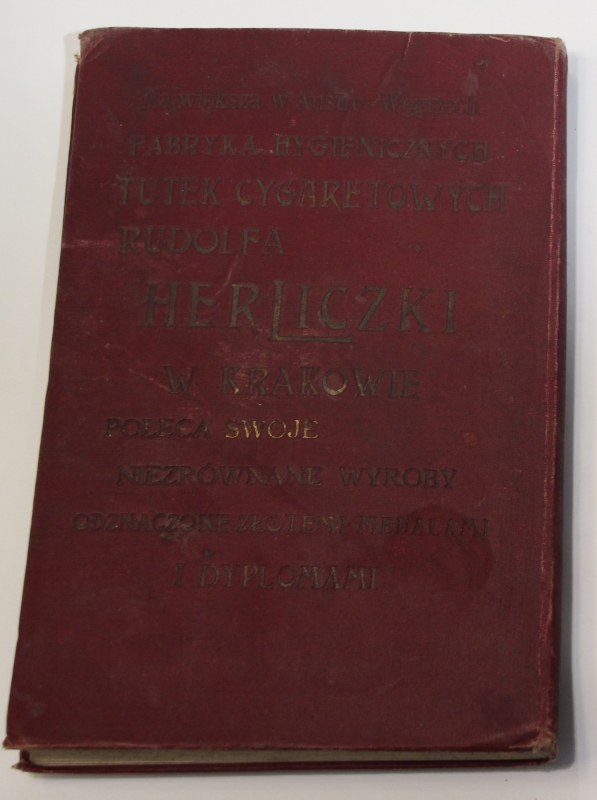 Największa w Austro-Węgrzech
FABRYKA HYGIENICZNYCH
TUTEK CYGARETOWYCH
RUDOLFA
HERLICZKI
W KRAKOWIE
POLECA SWOJE
NIEZRÓWNANE WYROBY
ODZNACZONE ZŁOTEMI MEDALAMI
I DYPLOMAMI